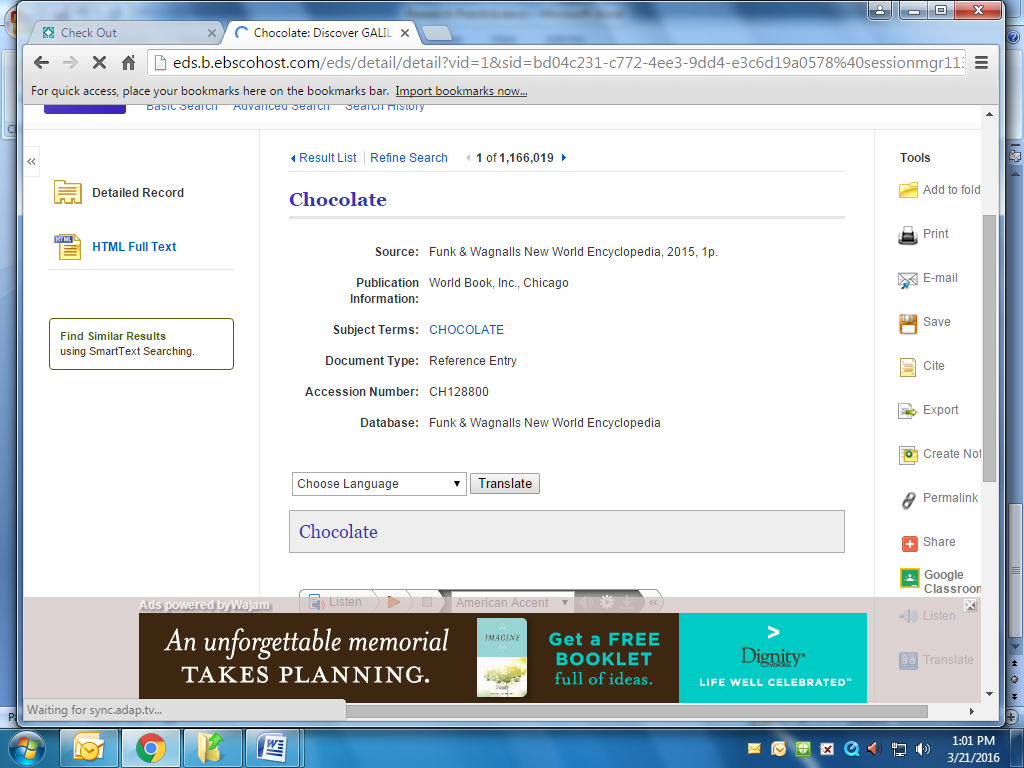 Check Out
Chocolate: Discover GALIL
eds.b.ebscohost.com/eds/detail/detail?vid=1&sid=bd04c231-c772-4ee3-9dd4-e3c6d19a0578%40sessionmgr113
For quick access, place your bookmarks here on the bookmarks bar. Import bookmarks now...
Basic Search Advanced Search Search History
« Result List Refine Search 1 of 1,166,019 Tools
Detailed Record
HTML Full Text
Find Similar Results
using SmartText Searching.
Chocolate
Source: Funk & Wagnalls New World Encyclopedia, 2015, 1p.
Publication Information: World Book, Inc., Chicago
Subject Terms: CHOCOLATE
Document Type: Reference Entry
Accession Number: CH128800
Database: Funk & Wagnalls New World Encyclopedia
Choose Language Translate
Chocolate
Listen American Accent «
Add to fold
Print
E-mail
Save
Cite
Export
Create Not
Permalink
Share
Google
Classroom
Listen
Translate
Ads powered byWajam
An unforgettable memorial
TAKES PLANNING.
IMAGINE
Dignity
Get a FREE
BOOKLET
full of ideas.
>
Dignity
LIFE WELL CELEBRATED™
Waiting for sync.adap.tv...
1:01 PM
3/21/2016